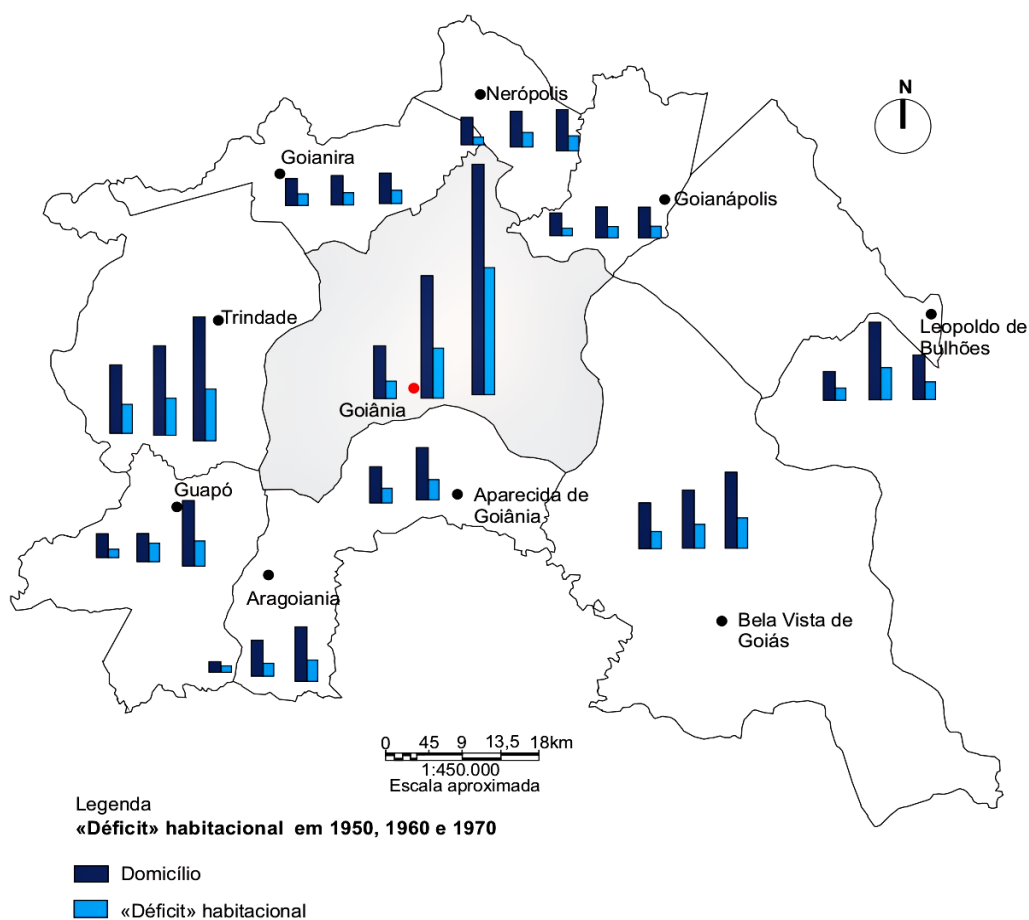 N
Nerópolis
Goianira
Goianápolis
Trindade
Leopoldo de
Bulhões
Goiânia
Guapó
Aparecida de
Goiânia
Aragoiania
Bela Vista de
Goiás
0 45 9 13,5 18km
1:450.000
Escala aproximada
Legenda
«Déficit» habitacional em 1950, 1960 e 1970
Domicílio
«Déficit» habitacional